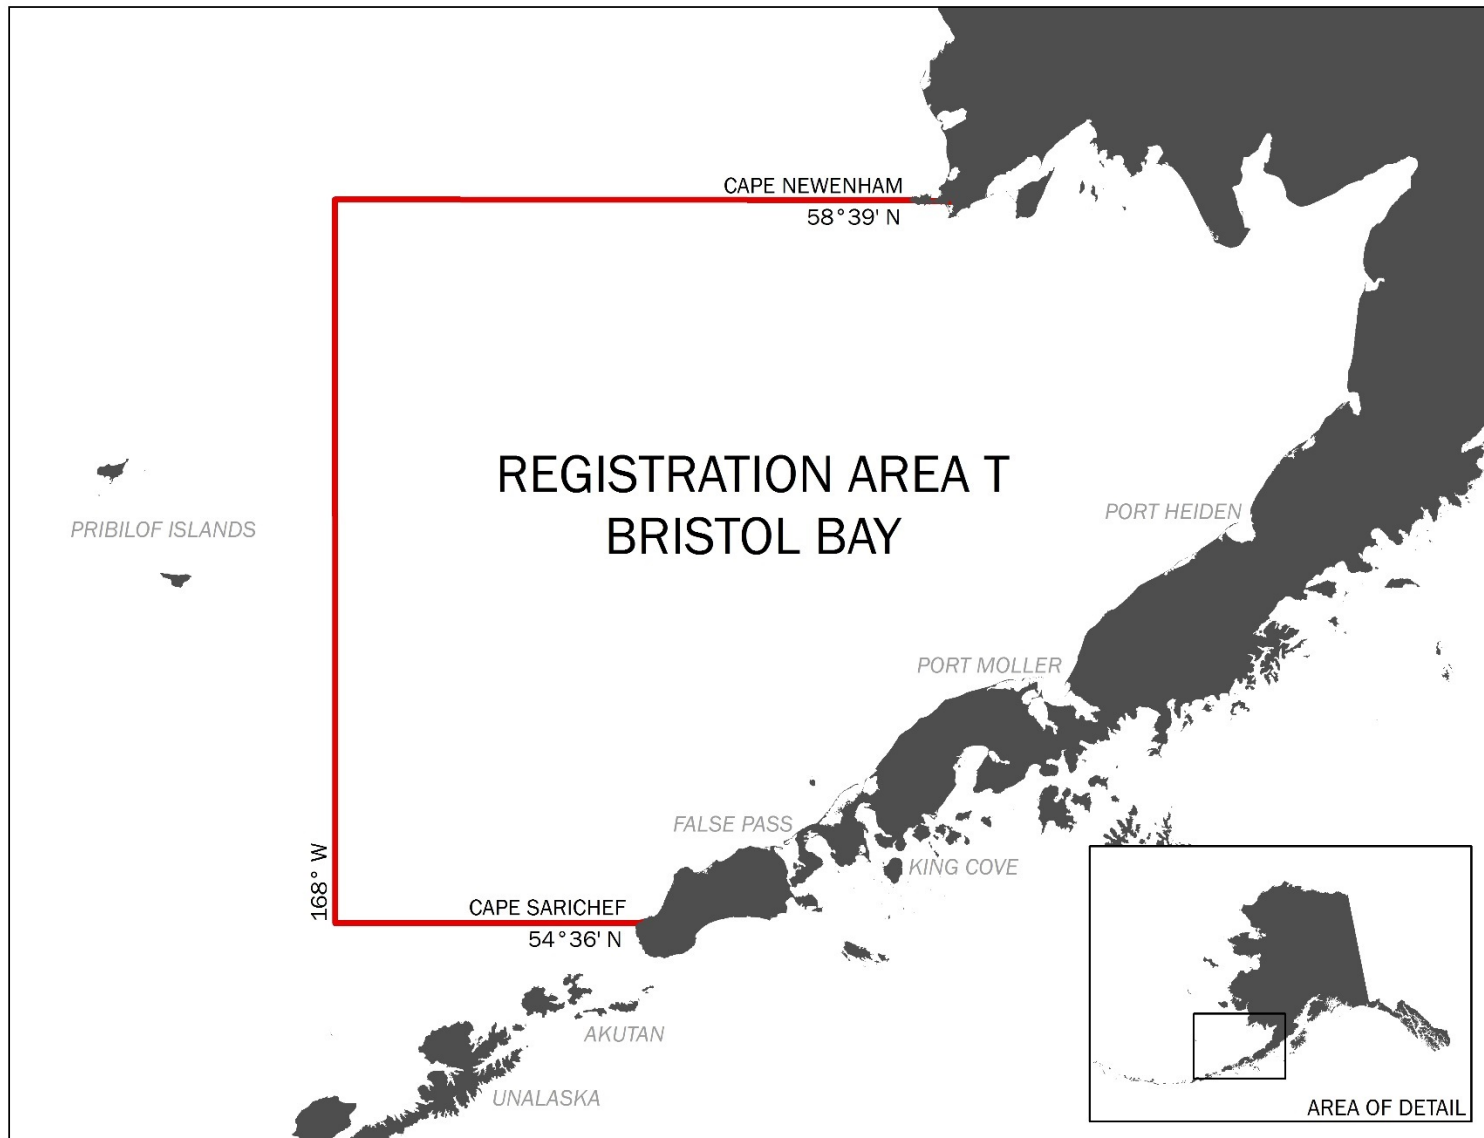 CAPE NEWENHAM
58°39' N
REGISTRATION AREA T
BRISTOL BAY
PRIBILOF ISLANDS
PORT HEIDEN
PORT MOLLER
FALSE PASS
KING COVE
168° W
CAPE SARICHEF
54°36' N
AKUTAN
UNALASKA
AREA OF DETAIL